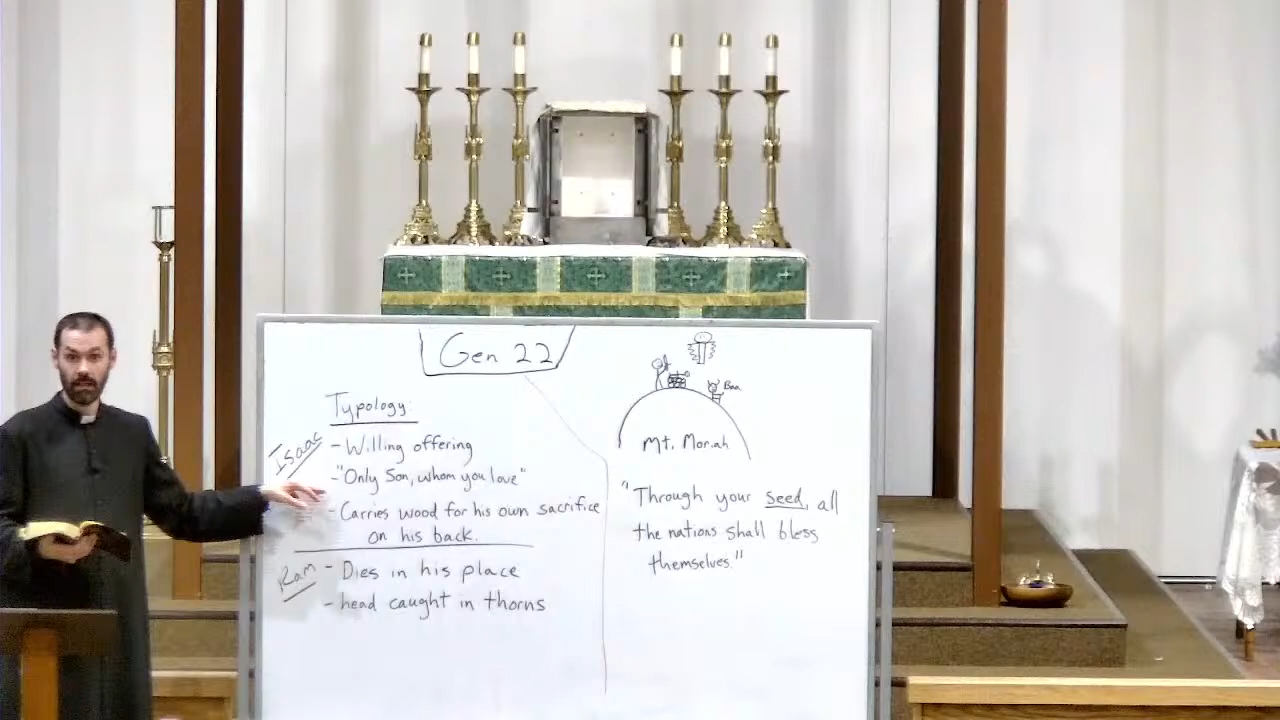 Gen 22
Typology:
Isaac
- Willing offering
- "Only Son, whom you love"
- Carries wood for his own sacrifice
on his back.
Ram
- Dies in his place
- head caught in thorns
Baa
Mt. Moriah
"Through your seed, all
the nations shall bless
themselves."